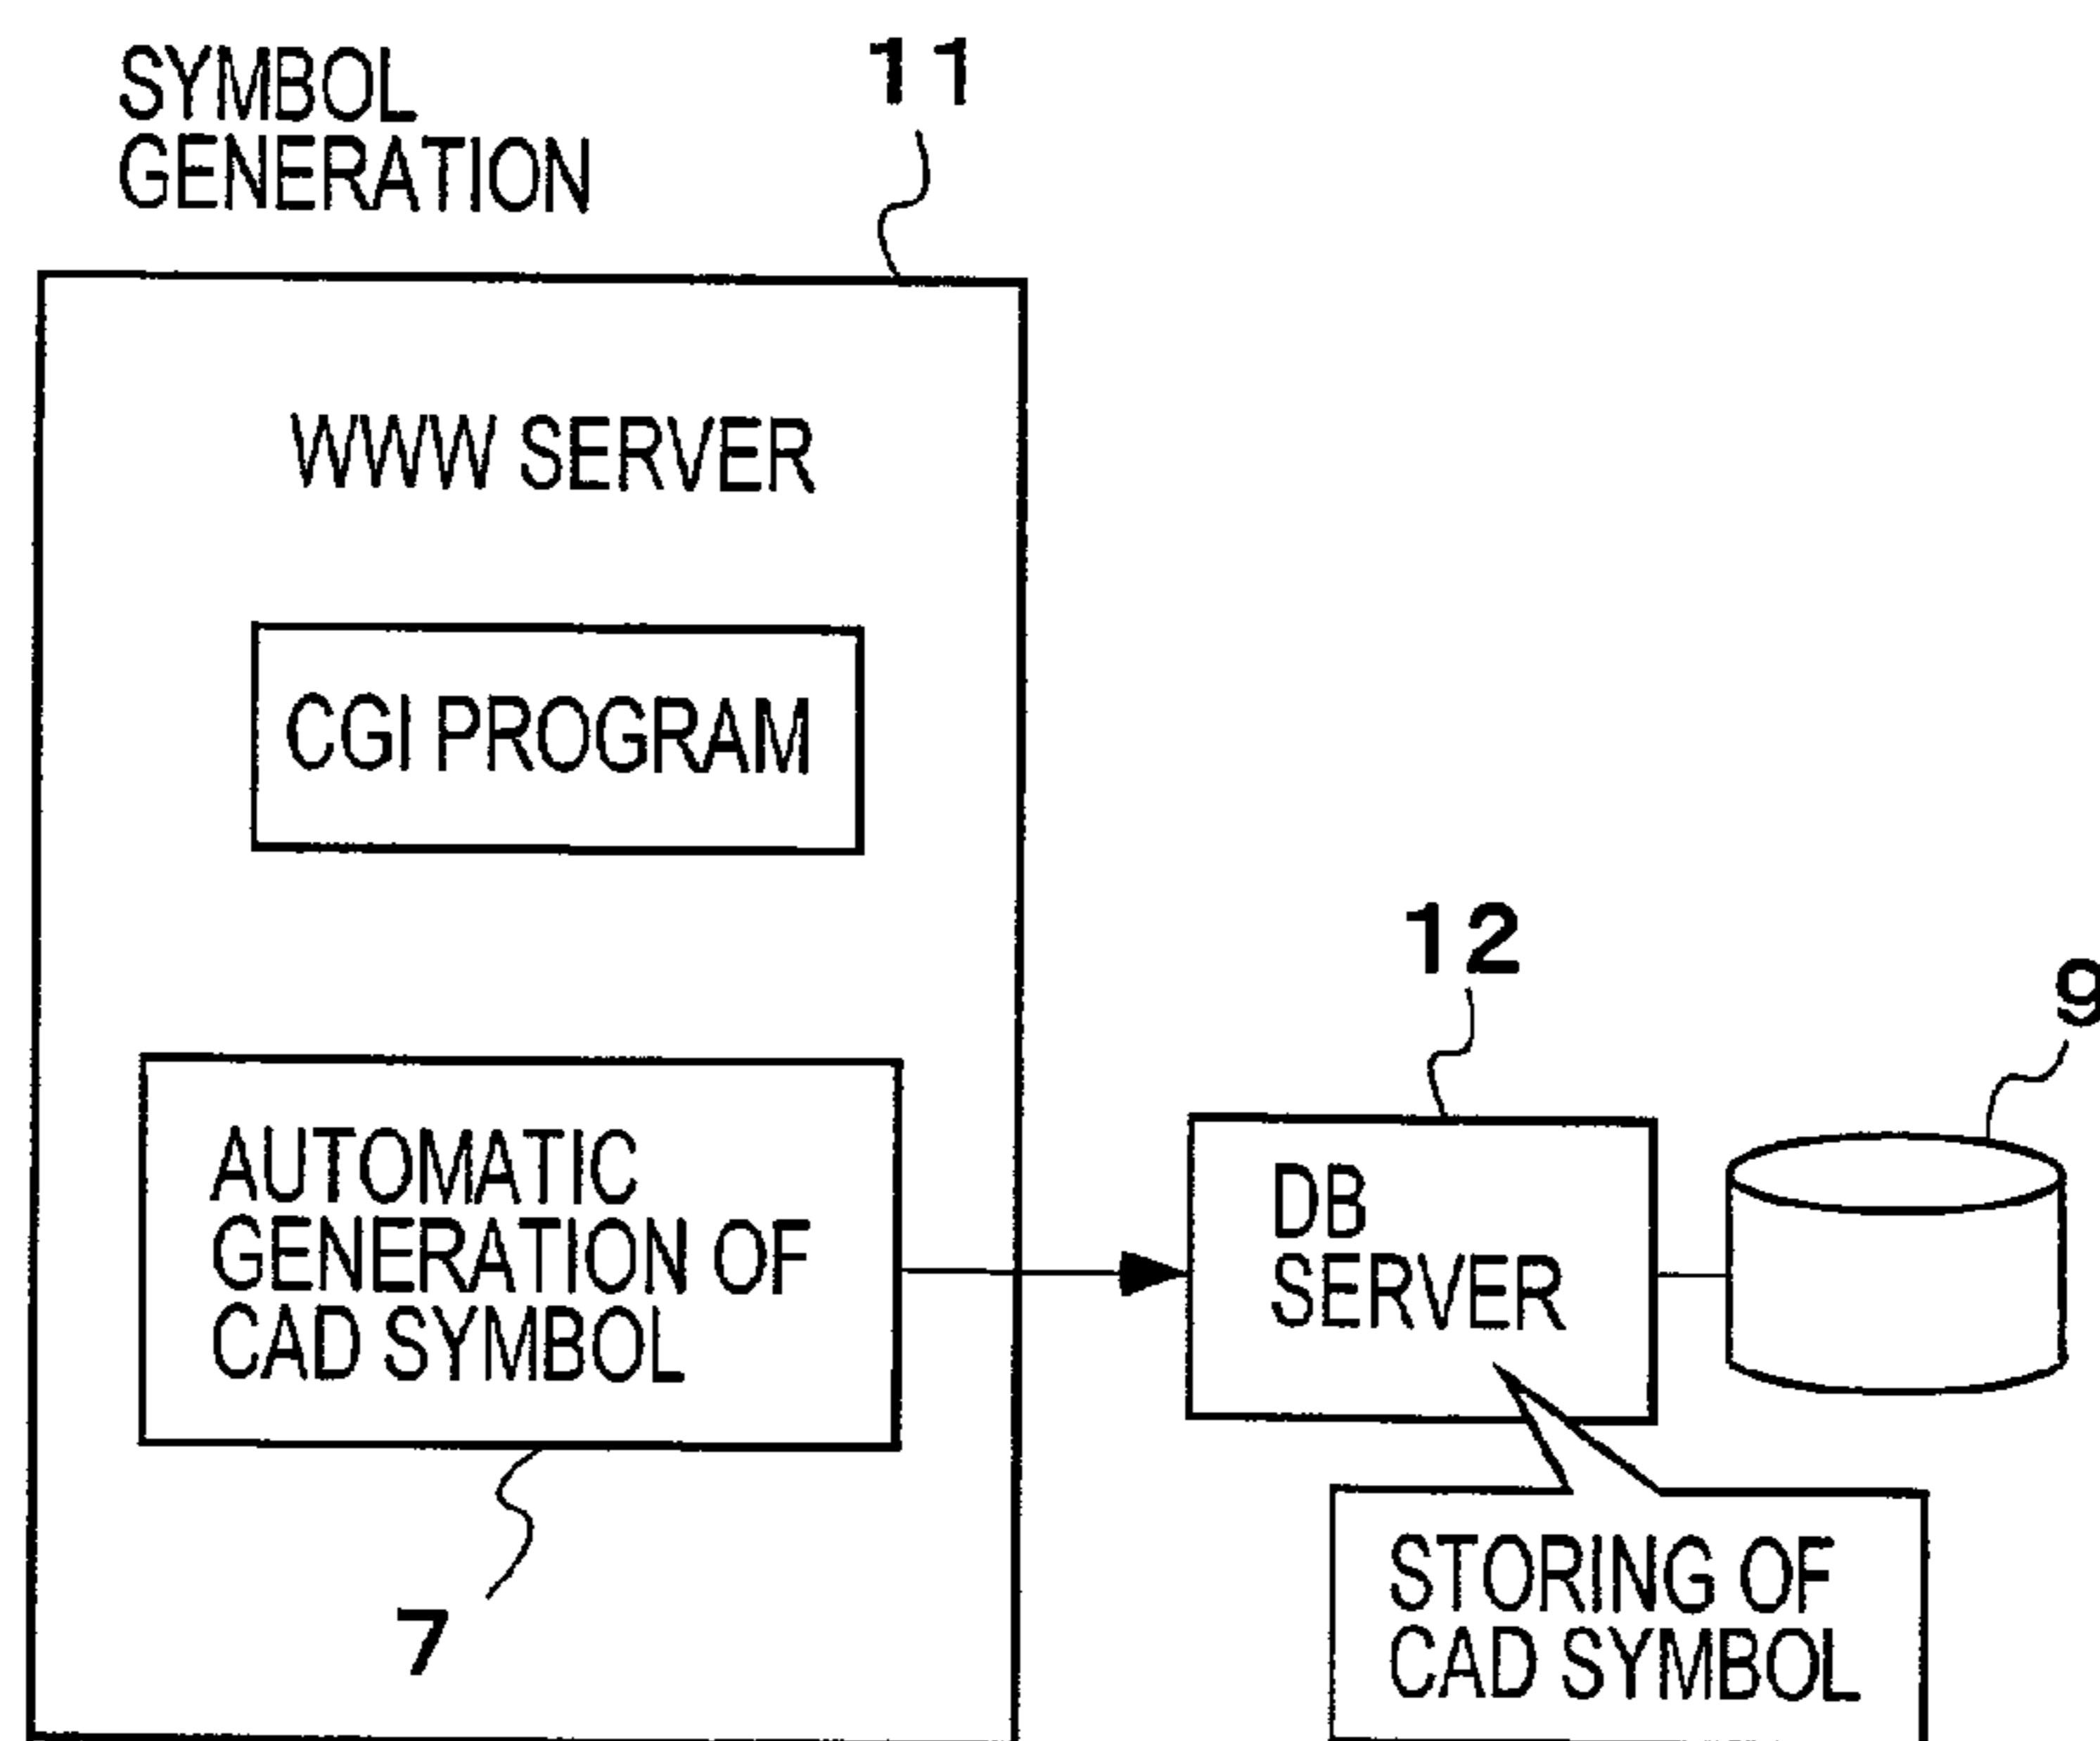 SYMBOL
GENERATION
11
WWW SERVER
CGI PROGRAM
AUTOMATIC
GENERATION OF
CAD SYMBOL
7
12
9
DB
SERVER
STORING OF
CAD SYMBOL